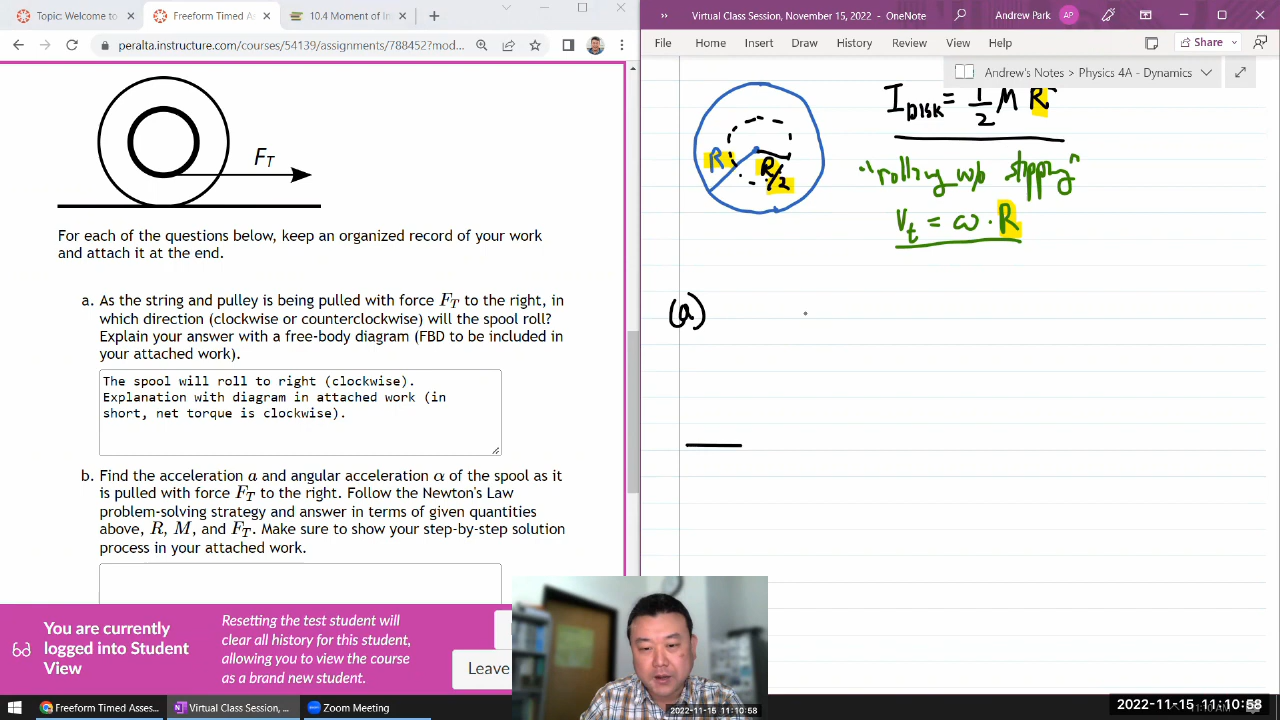 Topic: Welcome to
Freeform Timed As
10.4 Moment of In
peralta.instructure.com/courses/54139/assignments/788452?mod...
F_T
For each of the questions below, keep an organized record of your work
and attach it at the end.
a. As the string and pulley is being pulled with force F_T to the right, in
which direction (clockwise or counterclockwise) will the spool roll?
Explain your answer with a free-body diagram (FBD to be included in
your attached work).
The spool will roll to right (clockwise).
Explanation with diagram in attached work (in
short, net torque is clockwise).
b. Find the acceleration a and angular acceleration α of the spool as it
is pulled with force F_T to the right. Follow the Newton's Law
problem-solving strategy and answer in terms of given quantities
above, R, M, and F_T. Make sure to show your step-by-step solution
process in your attached work.
You are currently
logged into Student
View
Resetting the test student will
clear all history for this student,
allowing you to view the course
as a brand new student.
Leave
Freeform Timed Asses...
Virtual Class Session, ...
Zoom Meeting
Virtual Class Session, November 15, 2022 - OneNote
Andrew Park
AP
File
Home
Insert
Draw
History
Review
View
Help
Share
Andrew's Notes > Physics 4A - Dynamics
I_DISK = 1/2 M R²
R
R/2
"rolling w/o slipping"
V_t = ω · R
(a)
2022-11-15 11:10:58
2022-11-15 11:10:58